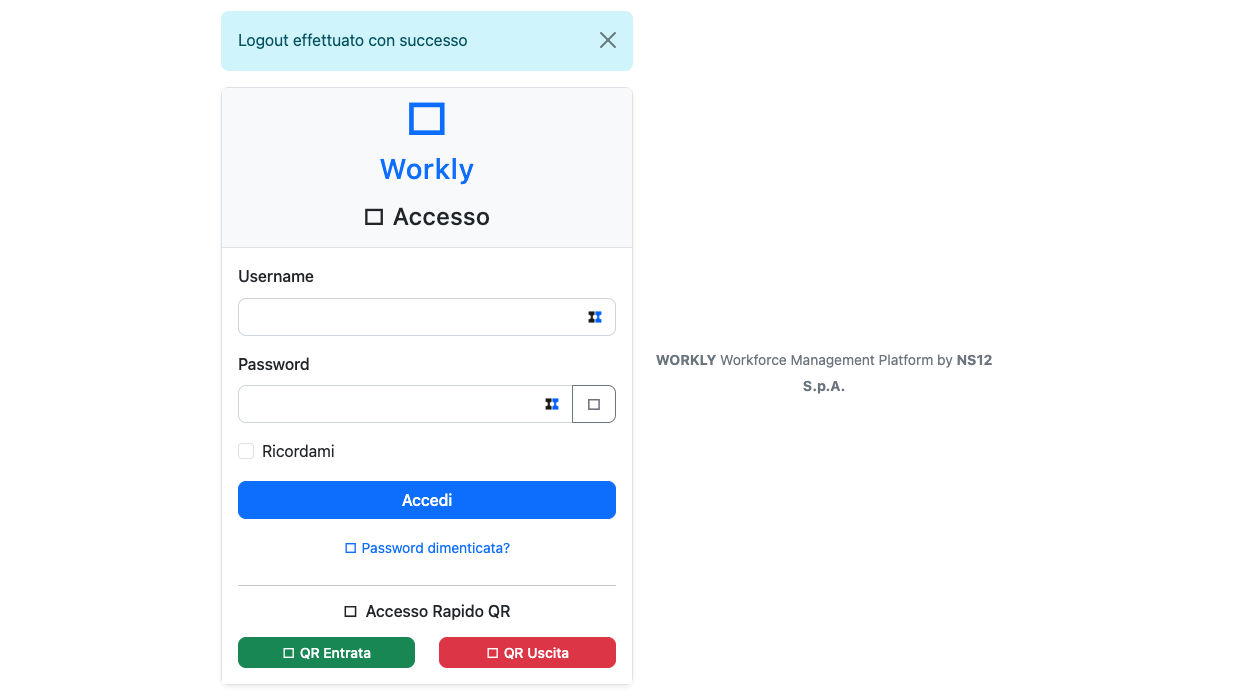 Logout effettuato con successo
Workly
Accesso
Username
Password
Ricordami
Accedi
Password dimenticata?
Accesso Rapido QR
QR Entrata
QR Uscita
WORKLY Workforce Management Platform by NS12
S.p.A.